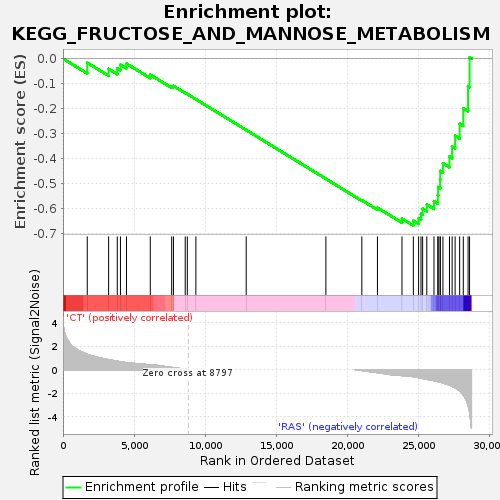 Enrichment plot:
KEGG_FRUCTOSE_AND_MANNOSE_METABOLISM
Enrichment score (ES)
0.0
-0.1
-0.2
-0.3
-0.4
-0.5
-0.6
-0.7
'CT' (positively correlated)
Ranked list metric (Signal2Noise)
4
2
0
-2
-4
Zero cross at 8797
'RAS' (negatively correlated)
0 5,000 10,000 15,000 20,000 25,000 30,000
Rank in Ordered Dataset
Enrichment profile Hits Ranking metric scores